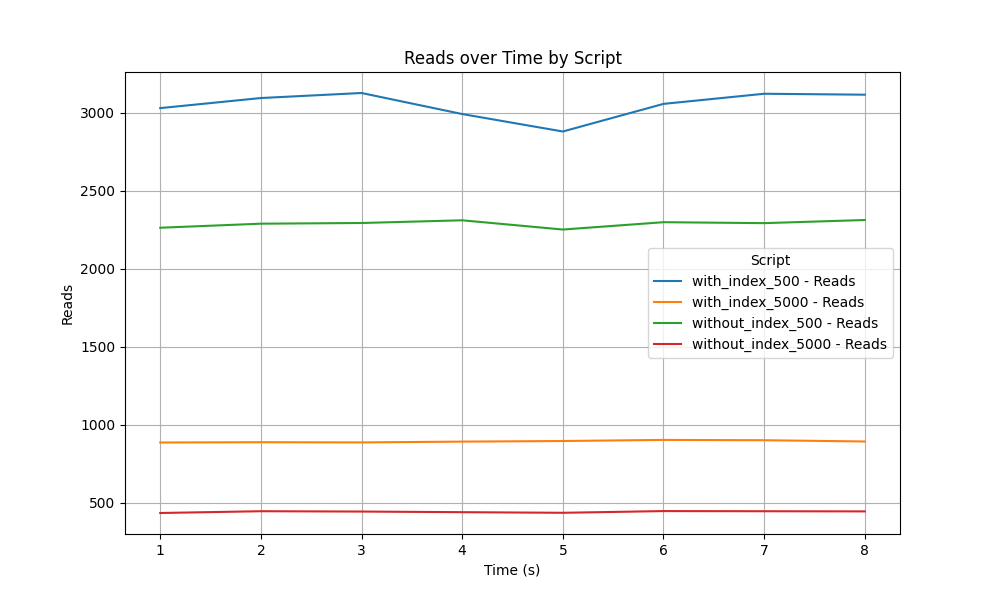 Reads over Time by Script
Reads
3000
2500
2000
1500
1000
500
Script
with_index_500 - Reads
with_index_5000 - Reads
without_index_500 - Reads
without_index_5000 - Reads
1 2 3 4 5 6 7 8
Time (s)